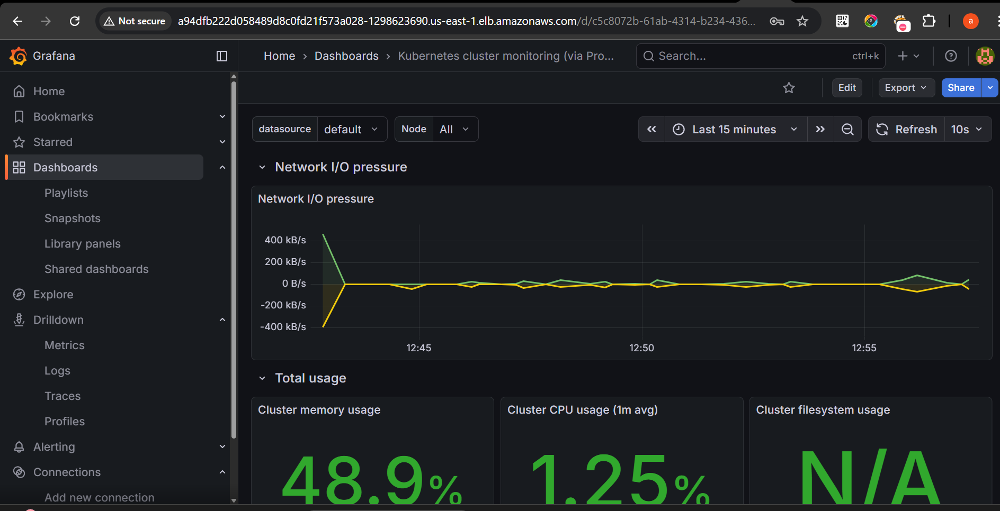 Not secure
a94dfb222d058489d8c0fd21f573a028-1298623690.us-east-1.elb.amazonaws.com/d/c5c8072b-61ab-4314-b234-436...
a
Grafana
Home › Dashboards › Kubernetes cluster monitoring (via Pro...
Search...
ctrl+k
Home
Bookmarks
Starred
Dashboards
Playlists
Snapshots
Library panels
Shared dashboards
Explore
Drilldown
Metrics
Logs
Traces
Profiles
Alerting
Connections
Add new connection
Edit
Export
Share
datasource
default
Node
All
Last 15 minutes
Refresh
10s
Network I/O pressure
Network I/O pressure
400 kB/s
200 kB/s
0 B/s
-200 kB/s
-400 kB/s
12:45
12:50
12:55
Total usage
Cluster memory usage
48.9%
Cluster CPU usage (1m avg)
1.25%
Cluster filesystem usage
N/A